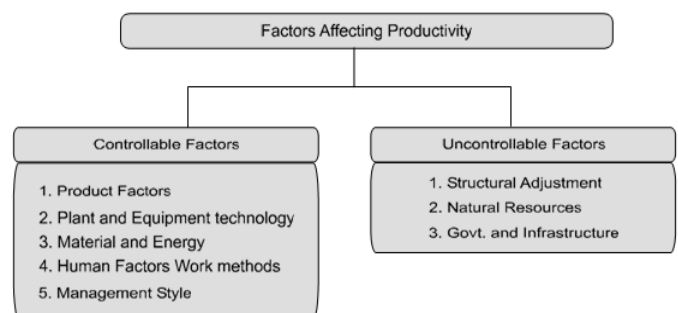 Factors Affecting Productivity
Controllable Factors
1. Product Factors
2. Plant and Equipment technology
3. Material and Energy
4. Human Factors Work methods
5. Management Style
Uncontrollable Factors
1. Structural Adjustment
2. Natural Resources
3. Govt. and Infrastructure